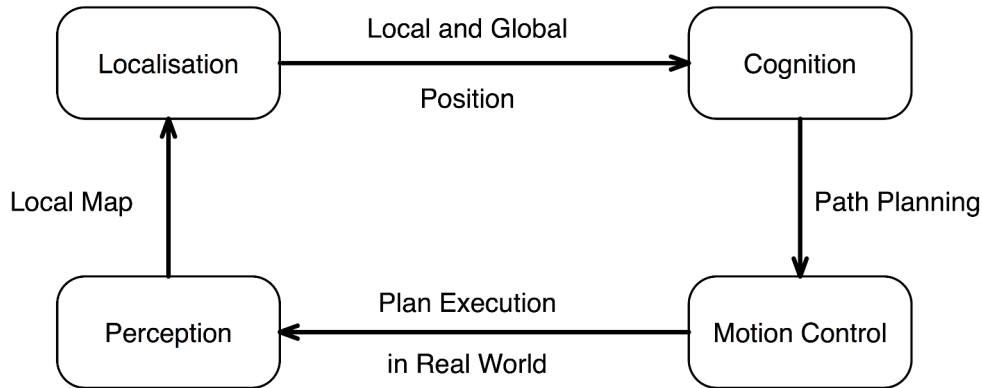 Local and Global
Localisation
Cognition
Position
Local Map
Path Planning
Plan Execution
Perception
Motion Control
in Real World